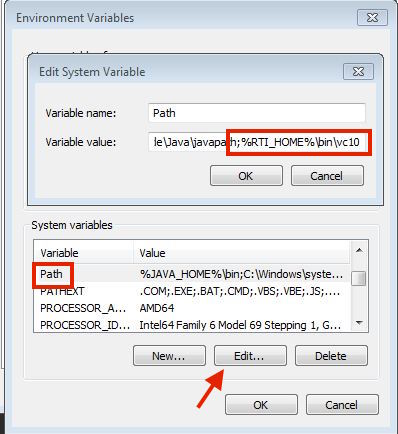 Environment Variables
Edit System Variable
Variable name: Path
Variable value: le\Java\javapath;%RTI_HOME%\bin\vc10
OK Cancel
System variables
Variable Value
Path %JAVA_HOME%\bin;C:\Windows\syste...
PATHEXT .COM;.EXE;.BAT;.CMD;.VBS;.VBE;.JS;....
PROCESSOR_A... AMD64
PROCESSOR_ID... Intel64 Family 6 Model 69 Stepping 1, G...
New... Edit... Delete
OK Cancel